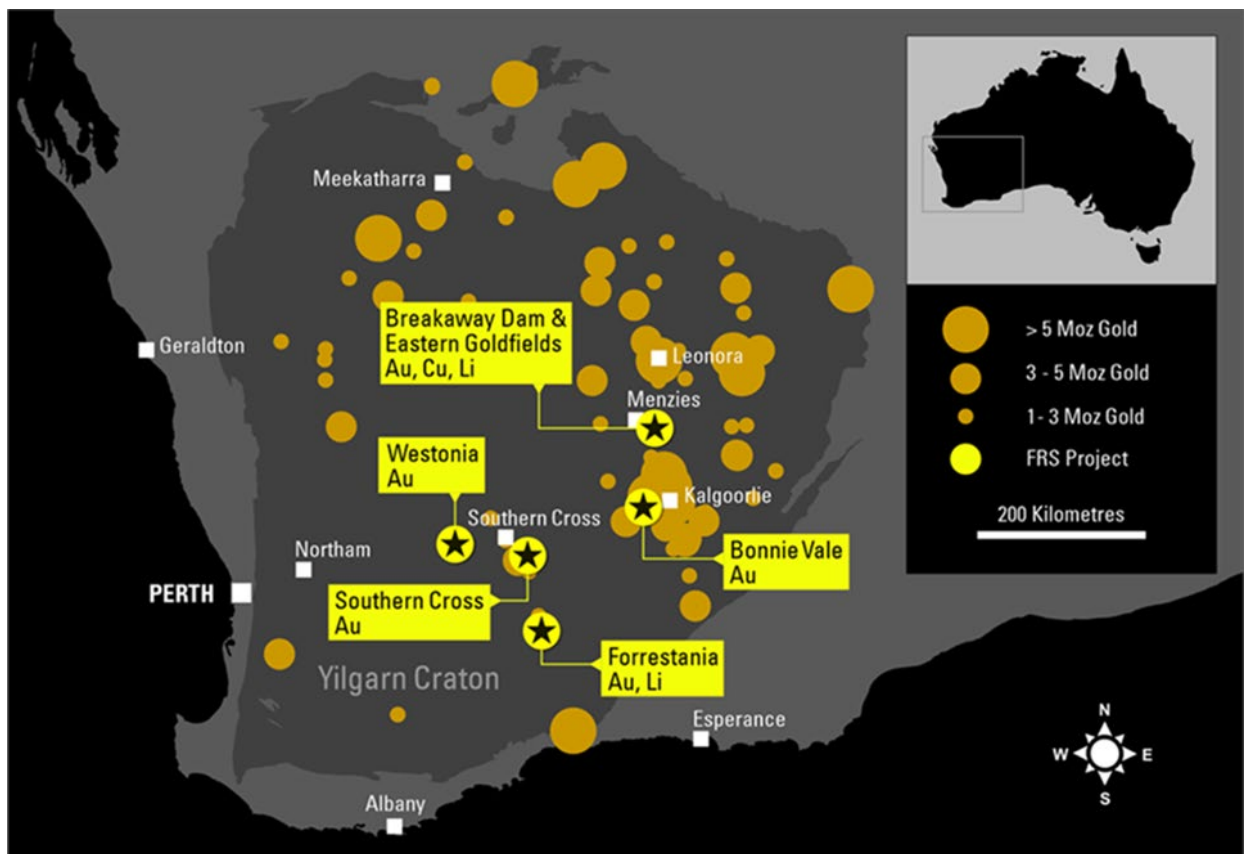 Meekatharra
Geraldton
Breakaway Dam &
Eastern Goldfields
Au, Cu, Li
Leonora
Menzies
Westonia
Au
Southern Cross
Kalgoorlie
Northam
PERTH
Bonnie Vale
Au
Southern Cross
Au
Forrestania
Au, Li
Yilgarn Craton
Esperance
Albany
> 5 Moz Gold
3 - 5 Moz Gold
1- 3 Moz Gold
FRS Project
200 Kilometres
N
W E
S